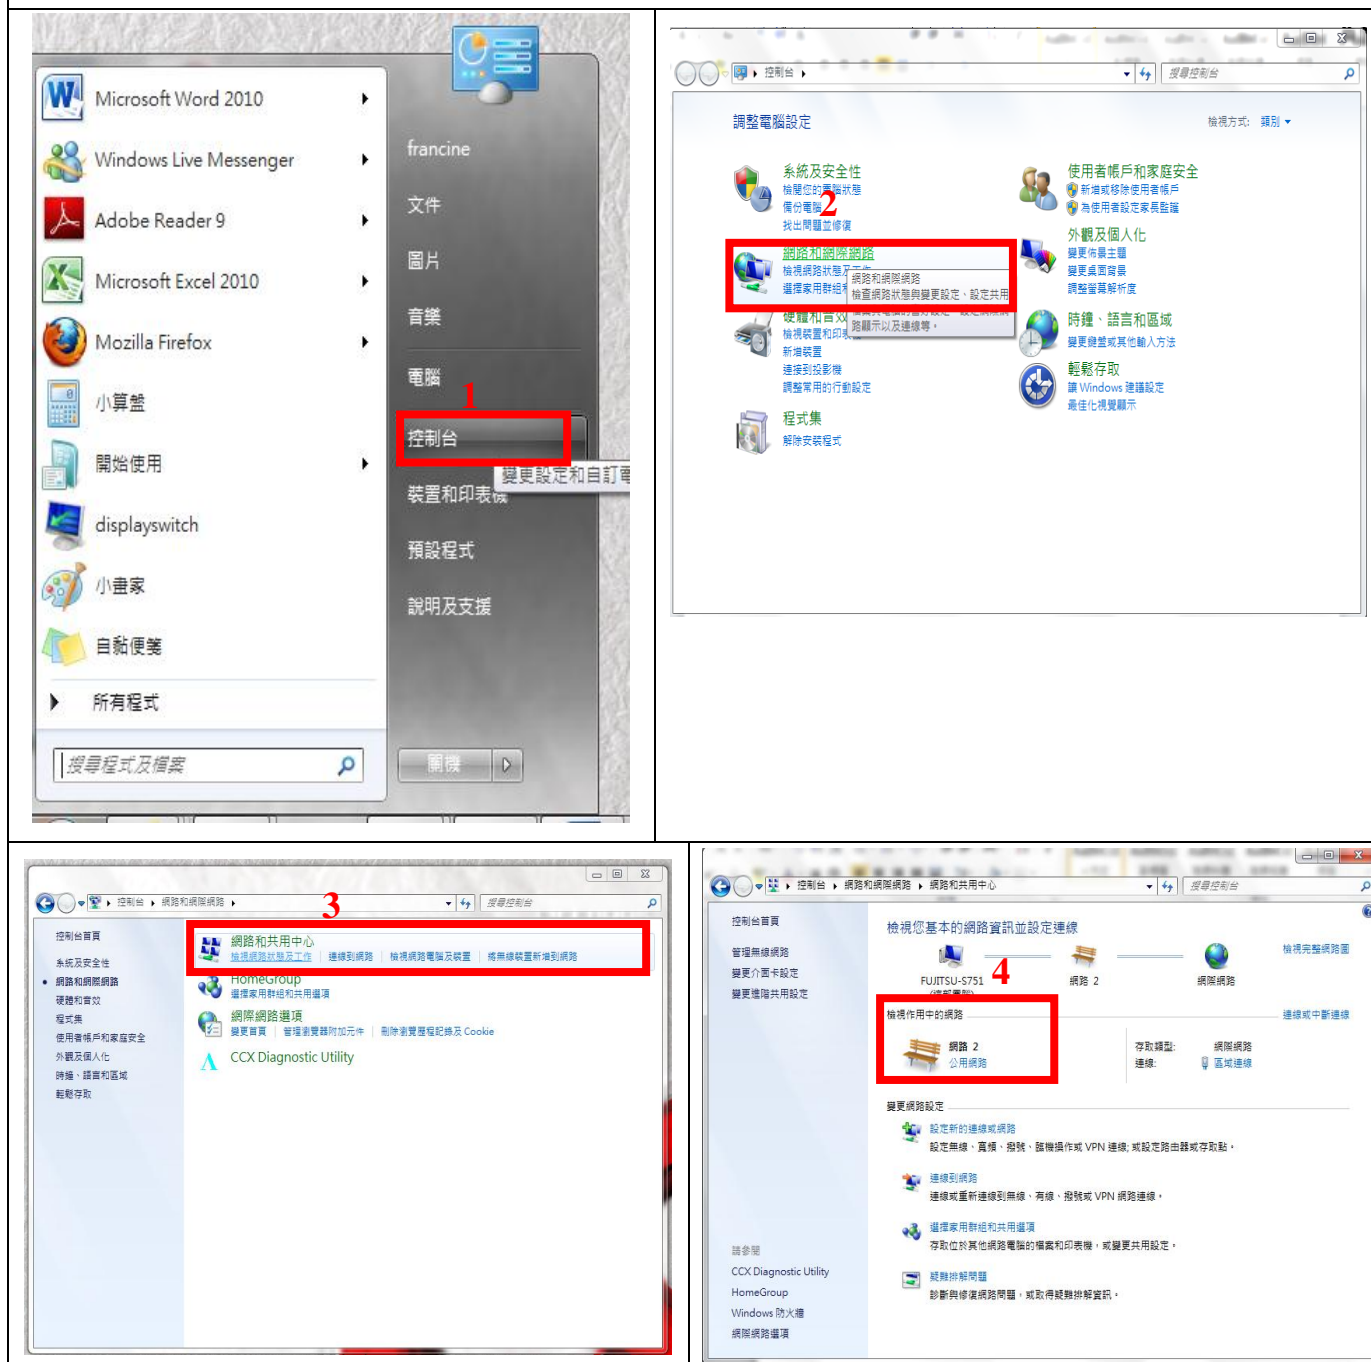 Microsoft Word 2010
Windows Live Messenger
Adobe Reader 9
Microsoft Excel 2010
Mozilla Firefox
小算盤
開始使用
displayswitch
小畫家
自黏便箋
所有程式
搜尋程式及檔案
francine
文件
圖片
音樂
電腦
1
控制台
變更設定和自訂電
裝置和印表機
預設程式
說明及支援
關機
控制台
搜尋控制台
調整電腦設定
檢視方式: 類別
系統及安全性
檢閱您的電腦狀態
備份電腦
找出問題並修復
2
網路和網際網路
檢視網路狀態及工作
選擇家用群組和
網路和網際網路
檢查網路狀態與變更設定、設定共用
路顯示以及連線等。
硬體和音效
檢視裝置和印表機
新增裝置
連接到投影機
調整常用的行動設定
程式集
解除安裝程式
使用者帳戶和家庭安全
新增或移除使用者帳戶
為使用者設定家長監護
外觀及個人化
變更佈景主題
變更桌面背景
調整螢幕解析度
時鐘、語言和區域
變更鍵盤或其他輸入方法
輕鬆存取
讓 Windows 建議設定
最佳化視覺顯示
控制台 網路和網際網路
搜尋控制台
3
控制台首頁
系統及安全性
網路和網際網路
硬體和音效
程式集
使用者帳戶和家庭安全
外觀及個人化
時鐘、語言和區域
輕鬆存取
網路和共用中心
檢視網路狀態及工作 連線到網路 檢視網路電腦及裝置 將無線裝置新增到網路
HomeGroup
選擇家用群組和共用選項
網際網路選項
變更首頁 管理瀏覽器附加元件 刪除瀏覽歷程記錄及 Cookie
CCX Diagnostic Utility
控制台 網路和網際網路 網路和共用中心
搜尋控制台
控制台首頁
管理無線網路
變更介面卡設定
變更進階共用設定
請參閱
CCX Diagnostic Utility
HomeGroup
Windows 防火牆
網際網路選項
檢視您基本的網路資訊並設定連線
檢視完整網路圖
FUJITSU-S751
(這部電腦)
網路 2
網際網路
4
檢視作用中的網路
連線或中斷連線
網路 2
公用網路
存取類型: 網際網路
連線: 區域連線
變更網路設定
設定新的連線或網路
設定無線、寬頻、撥號、臨機操作或 VPN 連線; 或設定路由器或存取點。
連線到網路
連線或重新連線到無線、有線、撥號或 VPN 網路連線。
選擇家用群組和共用選項
存取位於其他網路電腦的檔案和印表機，或變更共用設定。
疑難排解問題
診斷與修復網路問題，或取得疑難排解資訊。